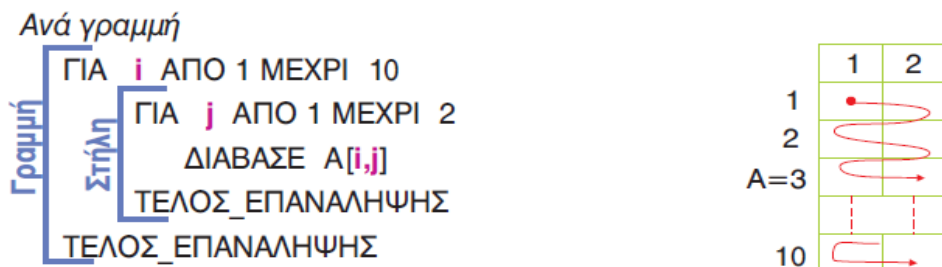 Ανά γραμμή
ΓΙΑ i ΑΠΟ 1 ΜΕΧΡΙ 10
ΓΙΑ j ΑΠΟ 1 ΜΕΧΡΙ 2
ΔΙΑΒΑΣΕ Α[i,j]
ΤΕΛΟΣ_ΕΠΑΝΑΛΗΨΗΣ
ΤΕΛΟΣ_ΕΠΑΝΑΛΗΨΗΣ
Γραμμή
Στήλη
1 2
1
2
A=3
10